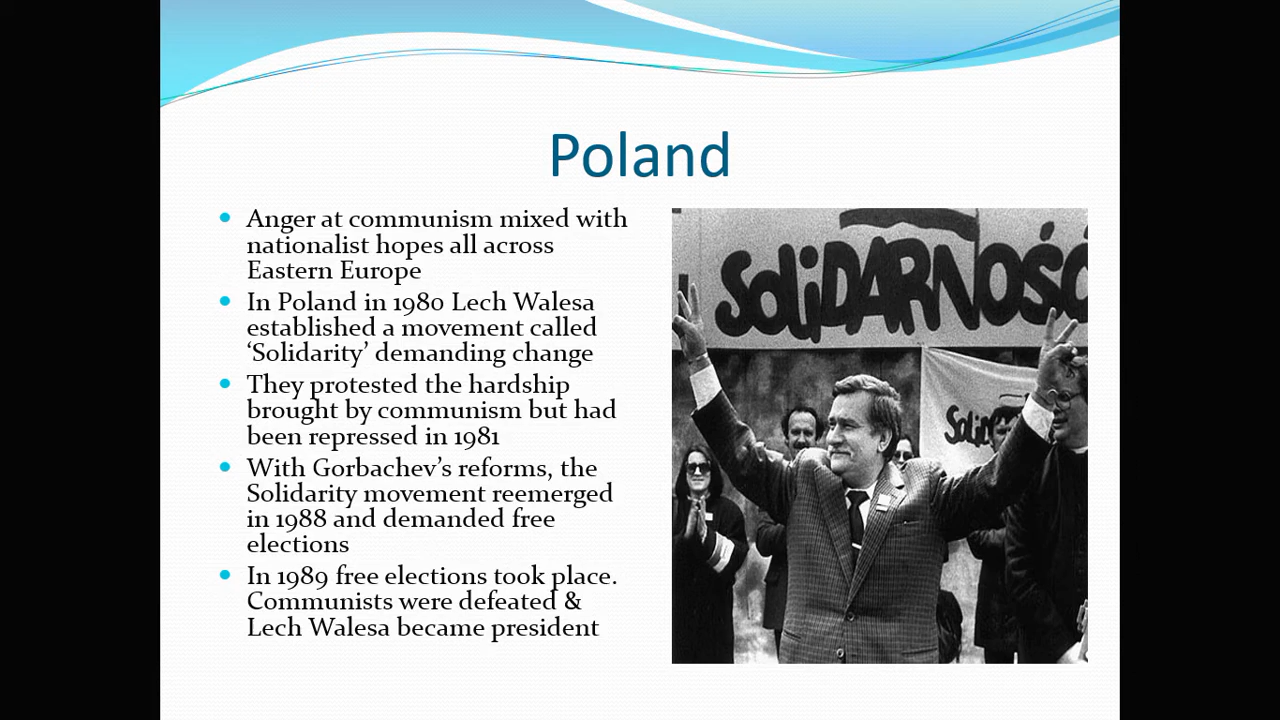 Poland
Anger at communism mixed with
nationalist hopes all across
Eastern Europe
In Poland in 1980 Lech Walesa
established a movement called
‘Solidarity’ demanding change
They protested the hardship
brought by communism but had
been repressed in 1981
With Gorbachev’s reforms, the
Solidarity movement reemerged
in 1988 and demanded free
elections
In 1989 free elections took place.
Communists were defeated &
Lech Walesa became president
SoliDARNOŚĆ
Solid